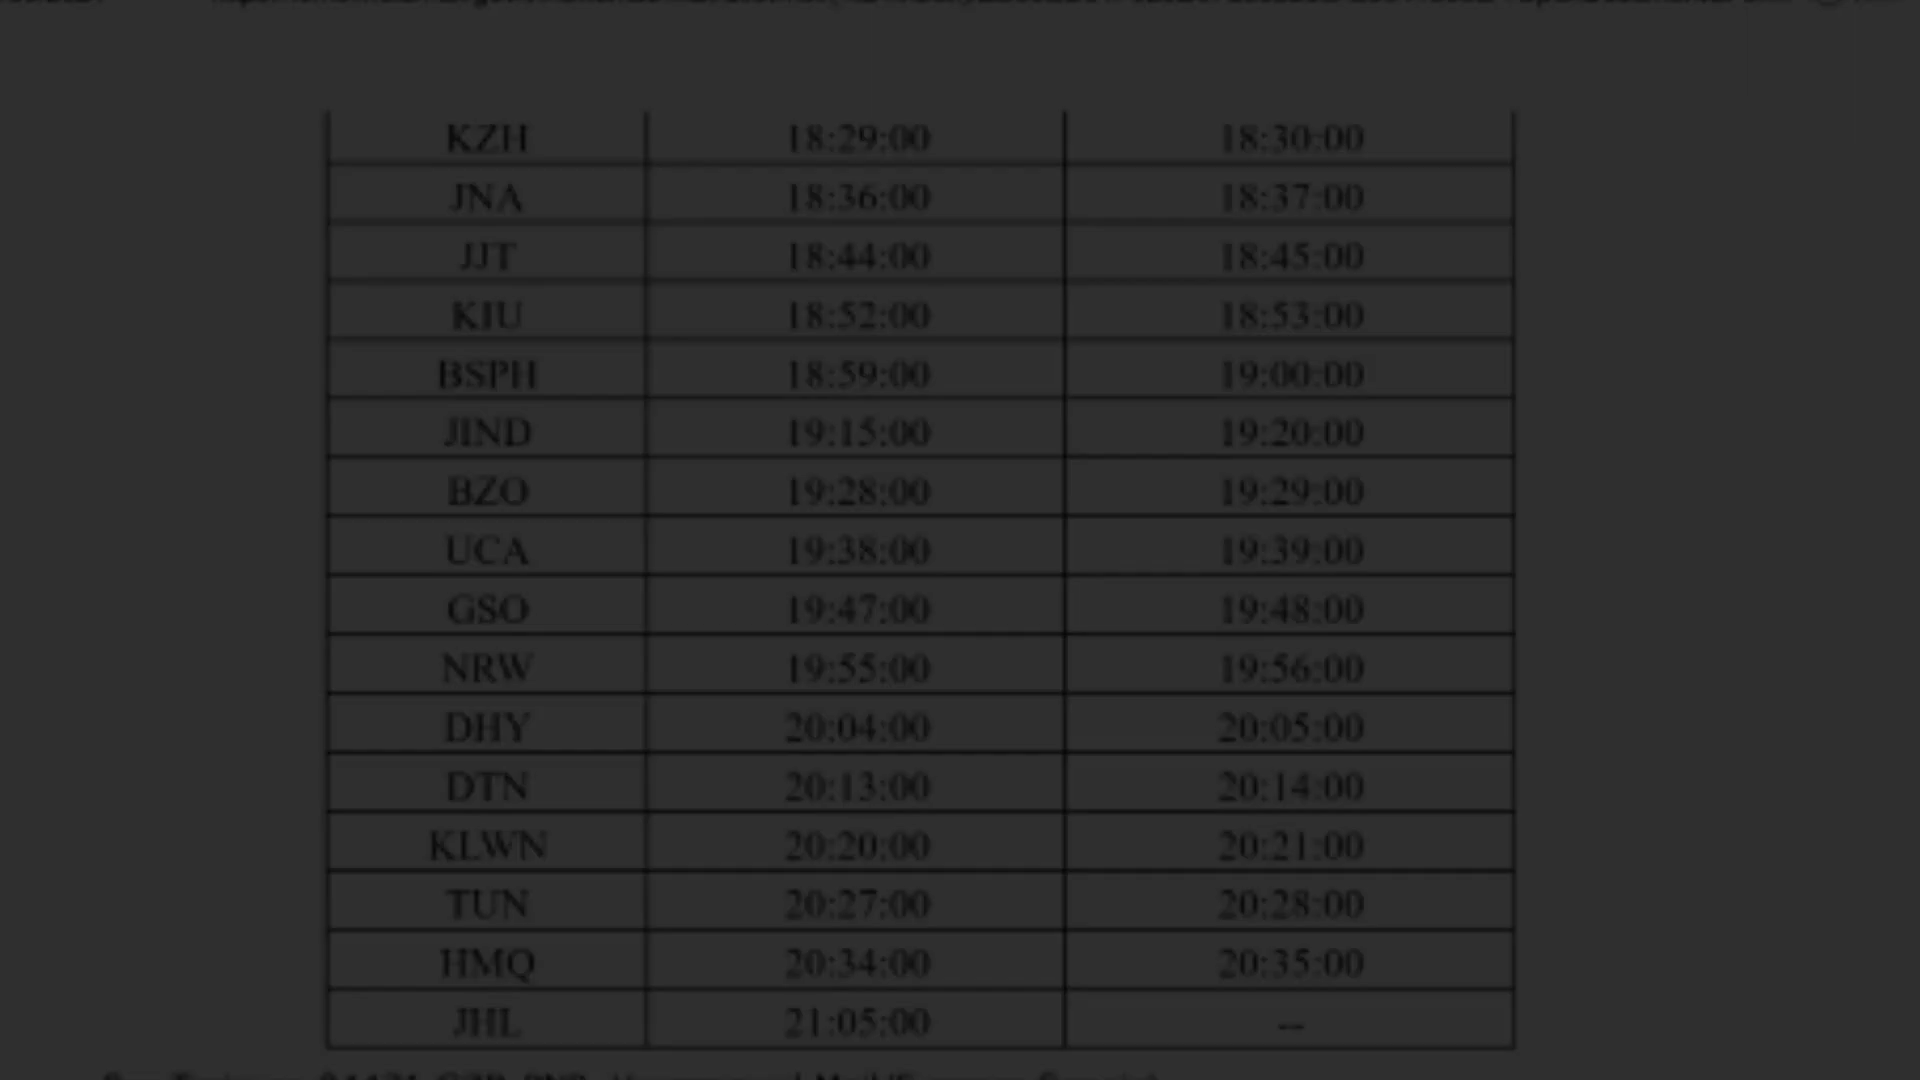 KZH 18:29:00 18:30:00
JNA 18:36:00 18:37:00
JJT 18:44:00 18:45:00
KIU 18:52:00 18:53:00
BSPH 18:59:00 19:00:00
JIND 19:15:00 19:20:00
BZO 19:28:00 19:29:00
UCA 19:38:00 19:39:00
GSO 19:47:00 19:48:00
NRW 19:55:00 19:56:00
DHY 20:04:00 20:05:00
DTN 20:13:00 20:14:00
KLWN 20:20:00 20:21:00
TUN 20:27:00 20:28:00
HMQ 20:34:00 20:35:00
JHL 21:05:00 --